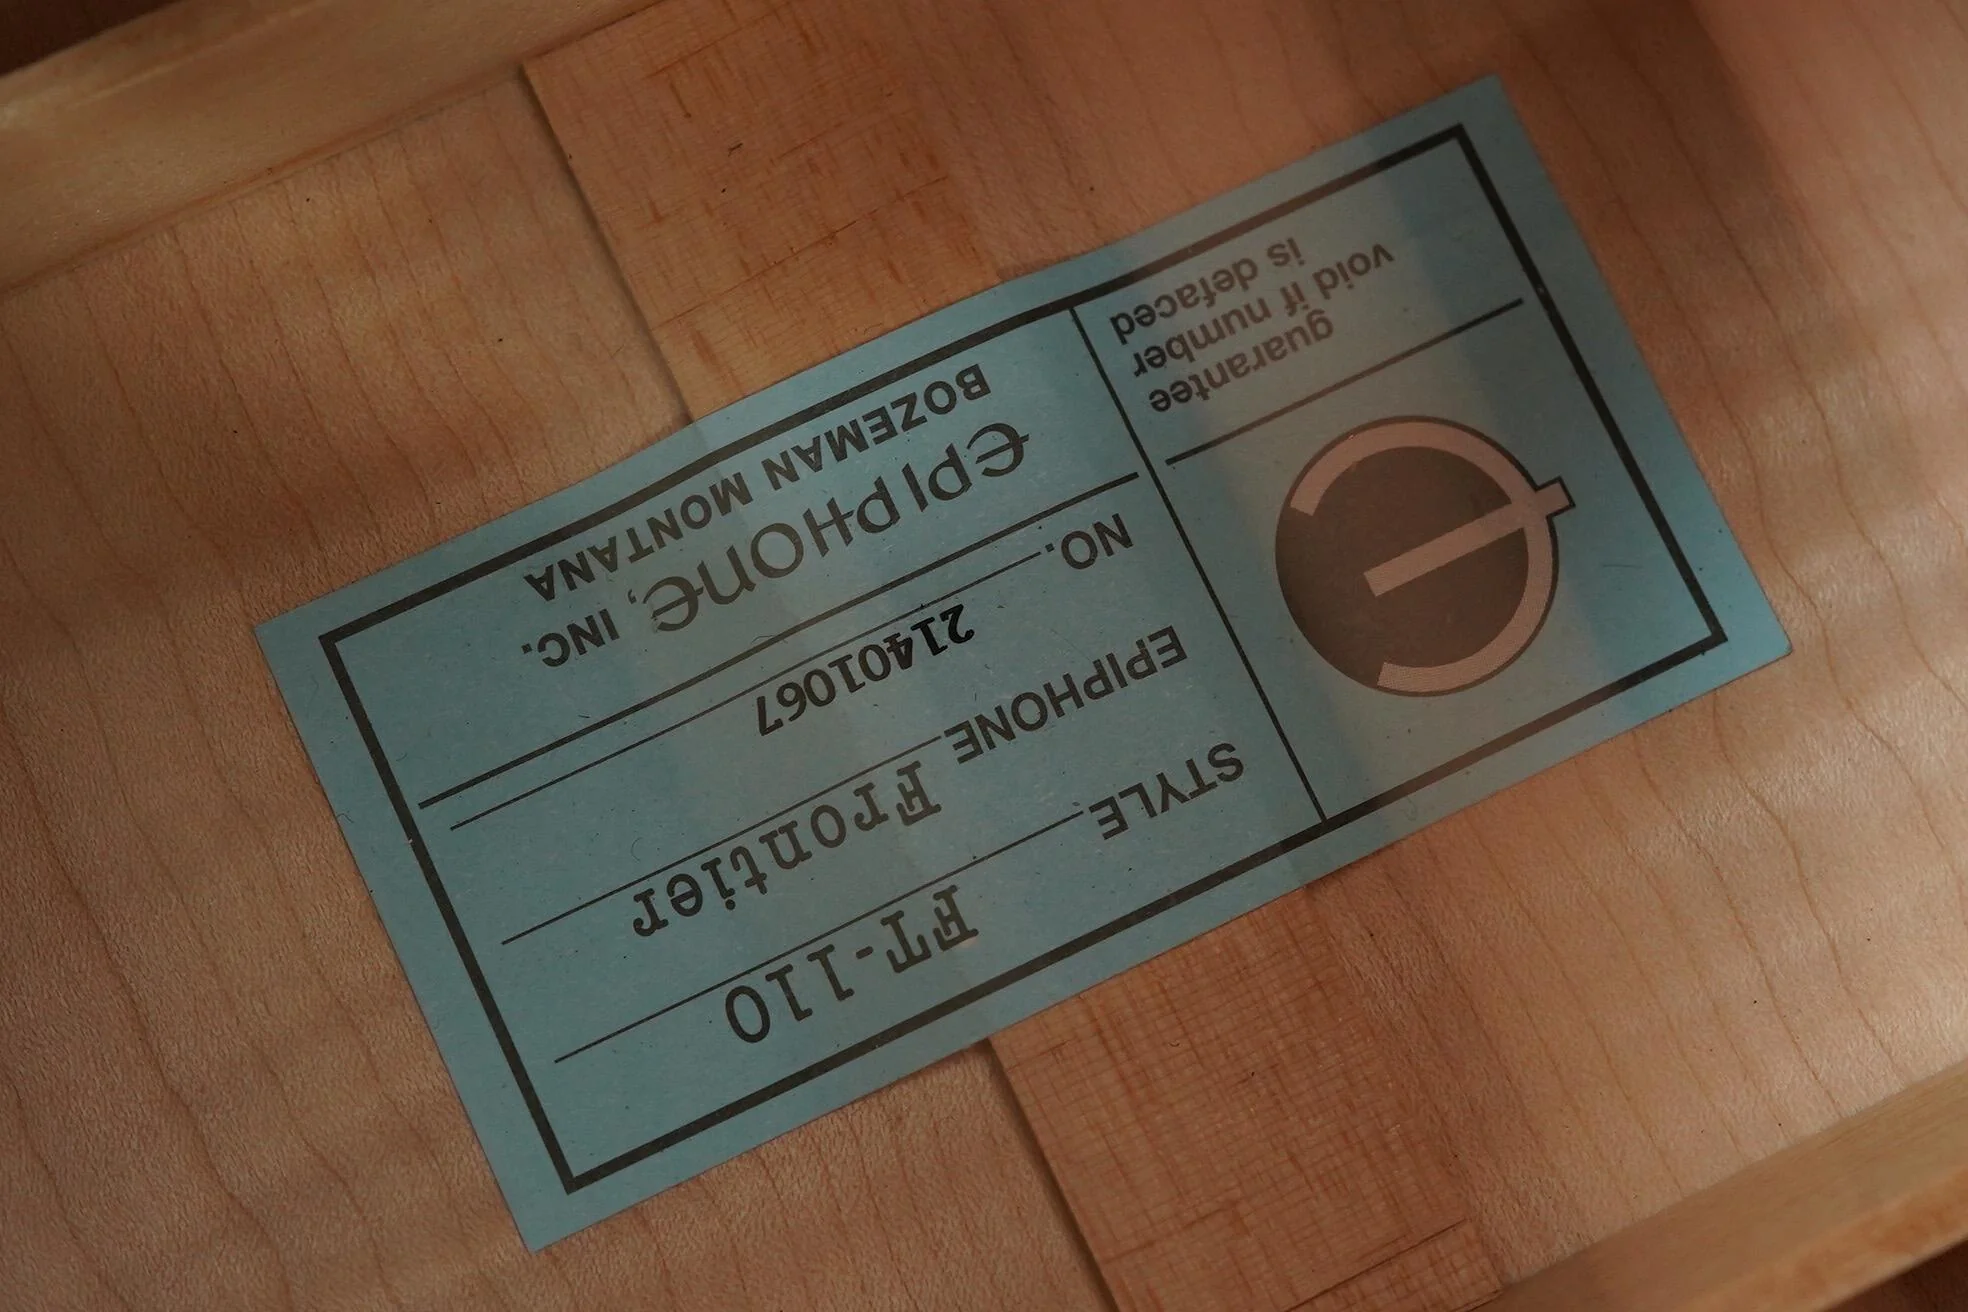 STYLE FT-110
EPIPHONE Frontier
NO. 21401067
EPIPHONE, INC.
BOZEMAN MONTANA
guarantee
void if number
is defaced